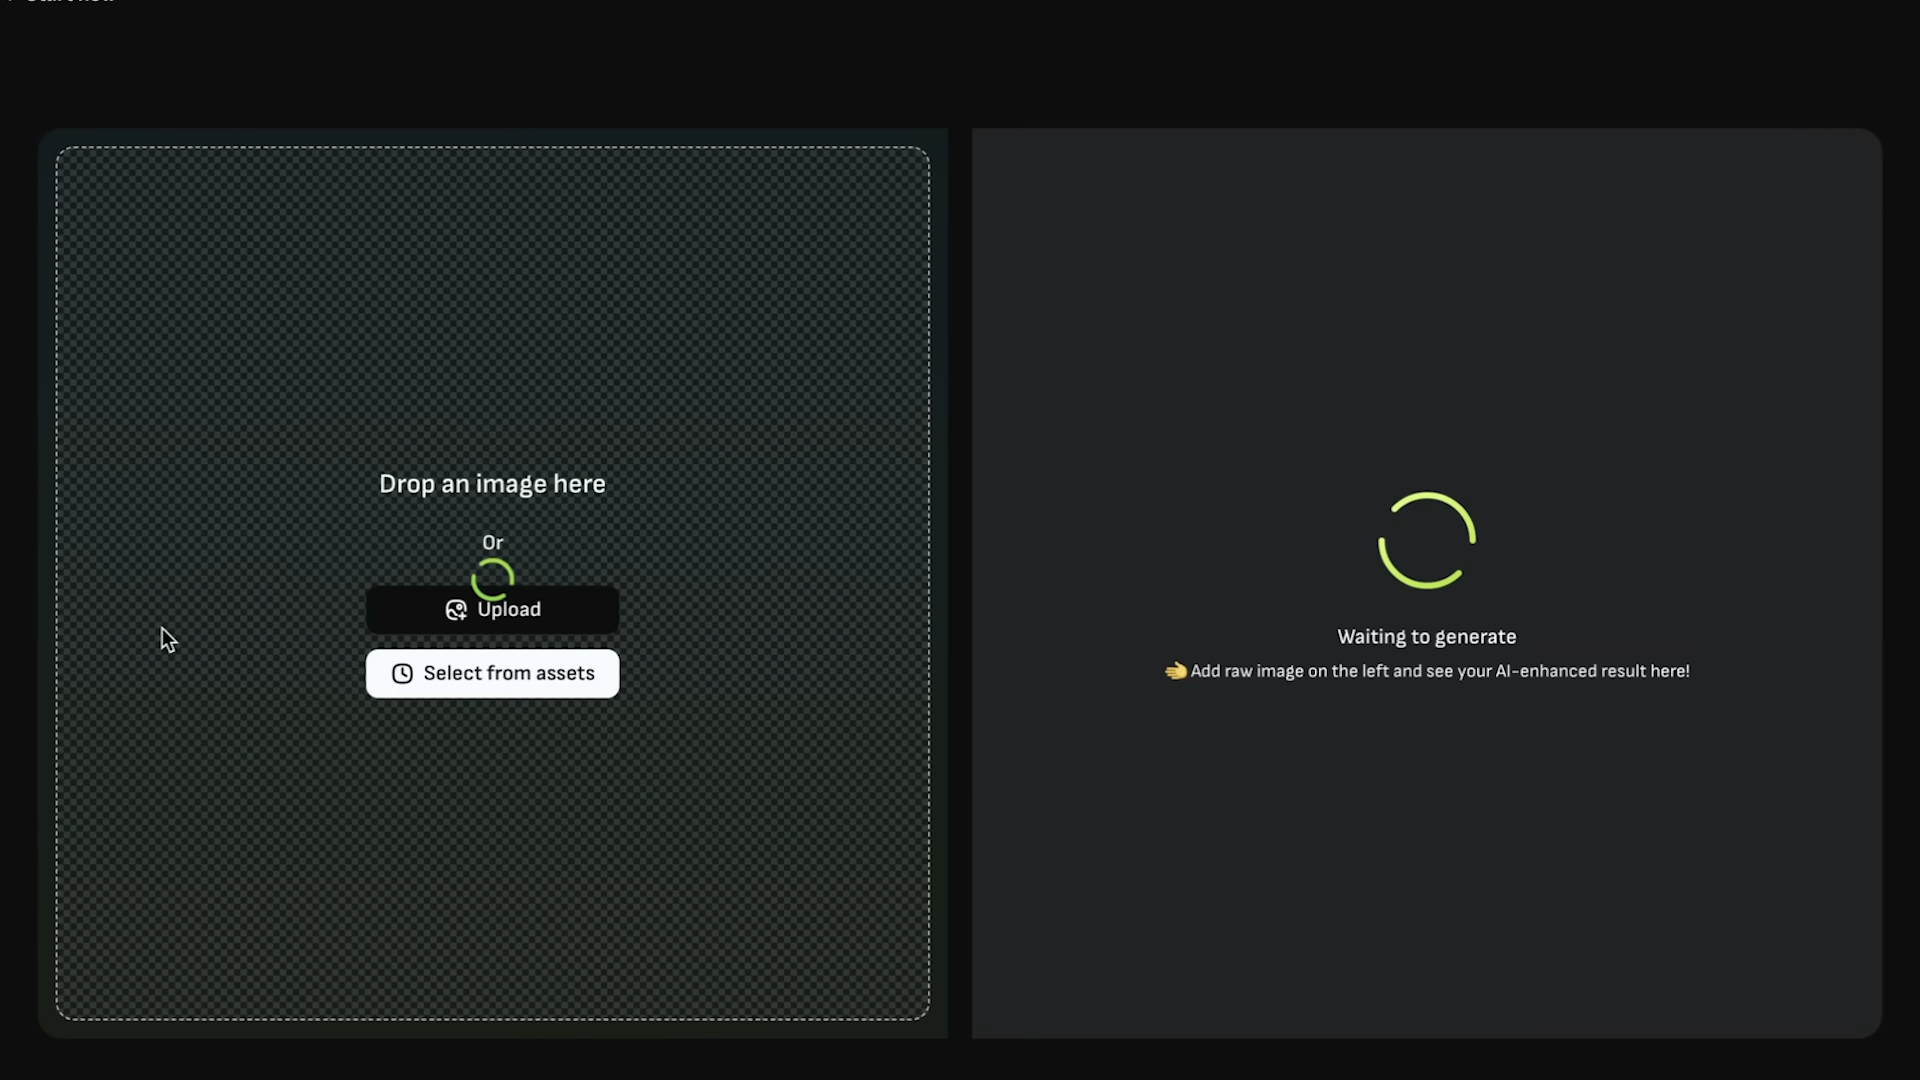 Drop an image here
Or
Upload
Select from assets
Waiting to generate
Add raw image on the left and see your AI-enhanced result here!